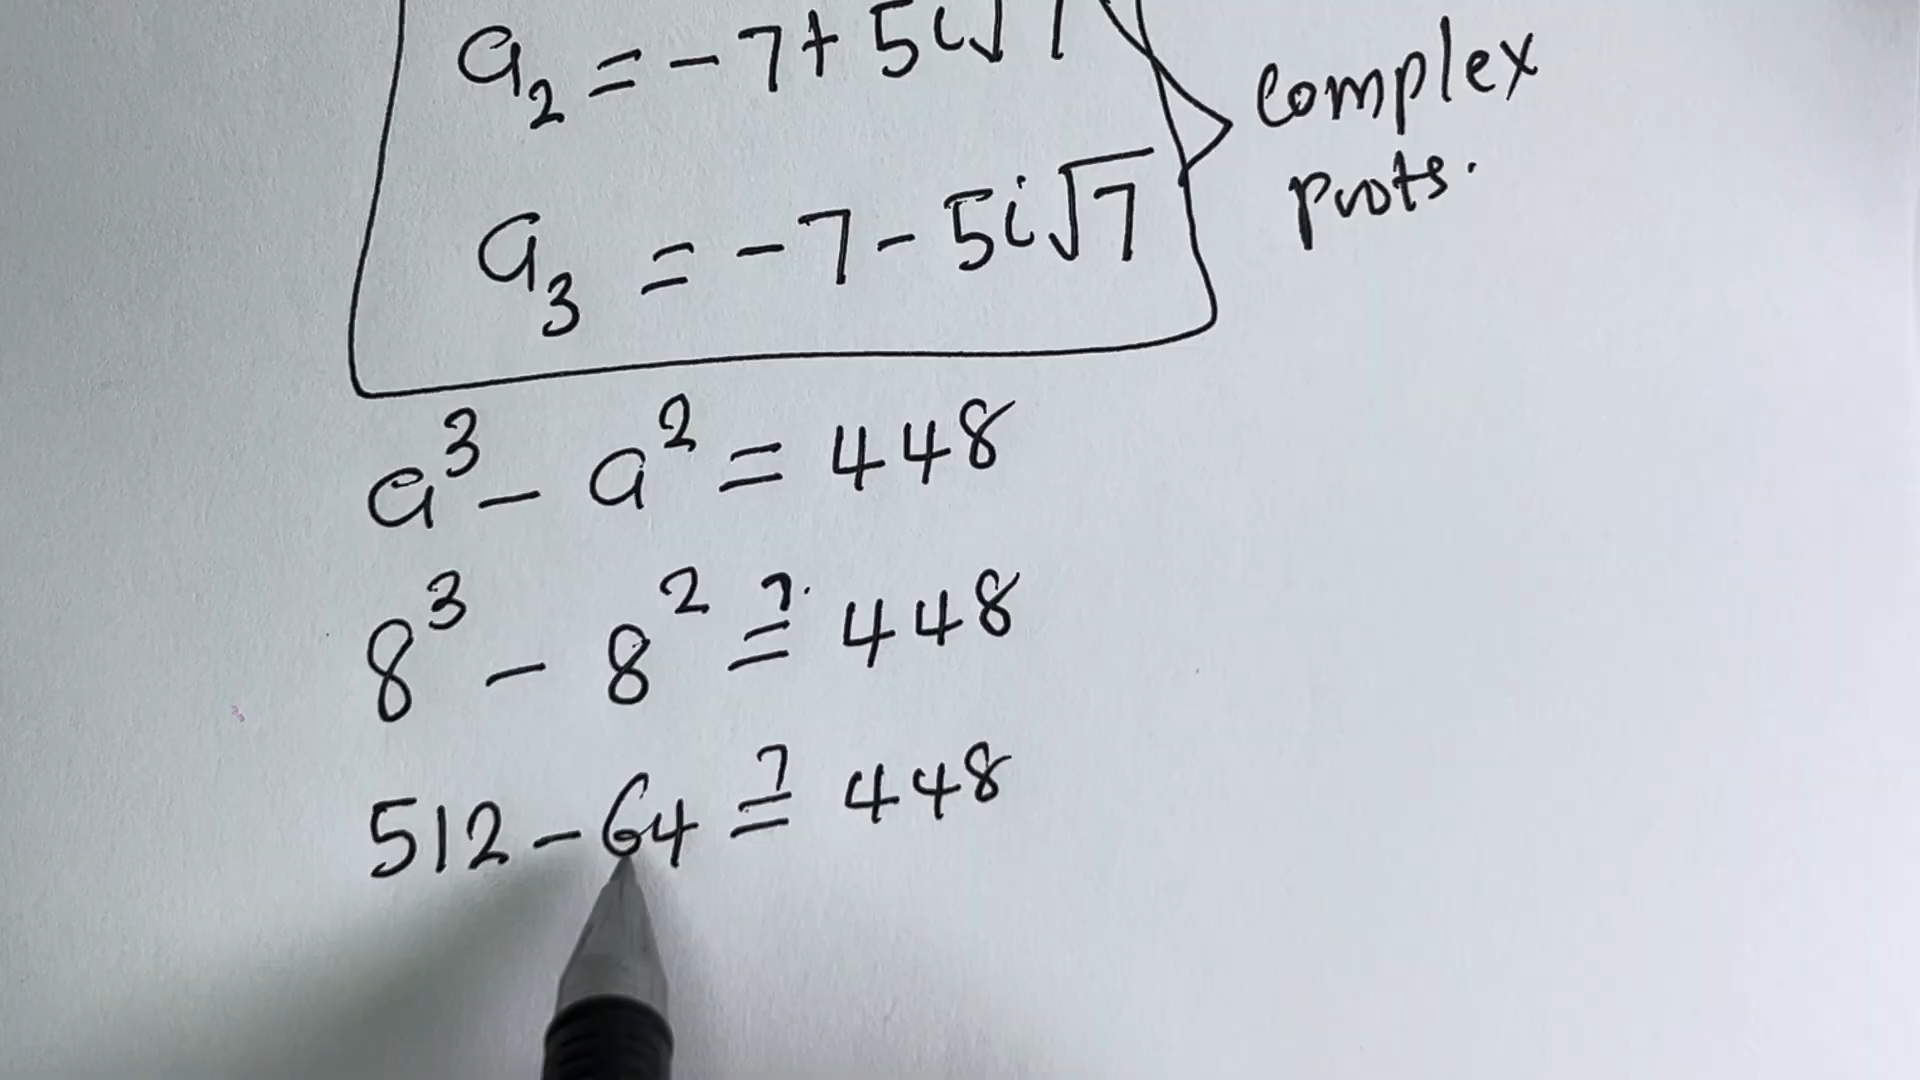 a₂ = -7 + 5i√7
complex
a₃ = -7 - 5i√7
roots.
a³ - a² = 448
8³ - 8² ≟ 448
512 - 64 ≟ 448